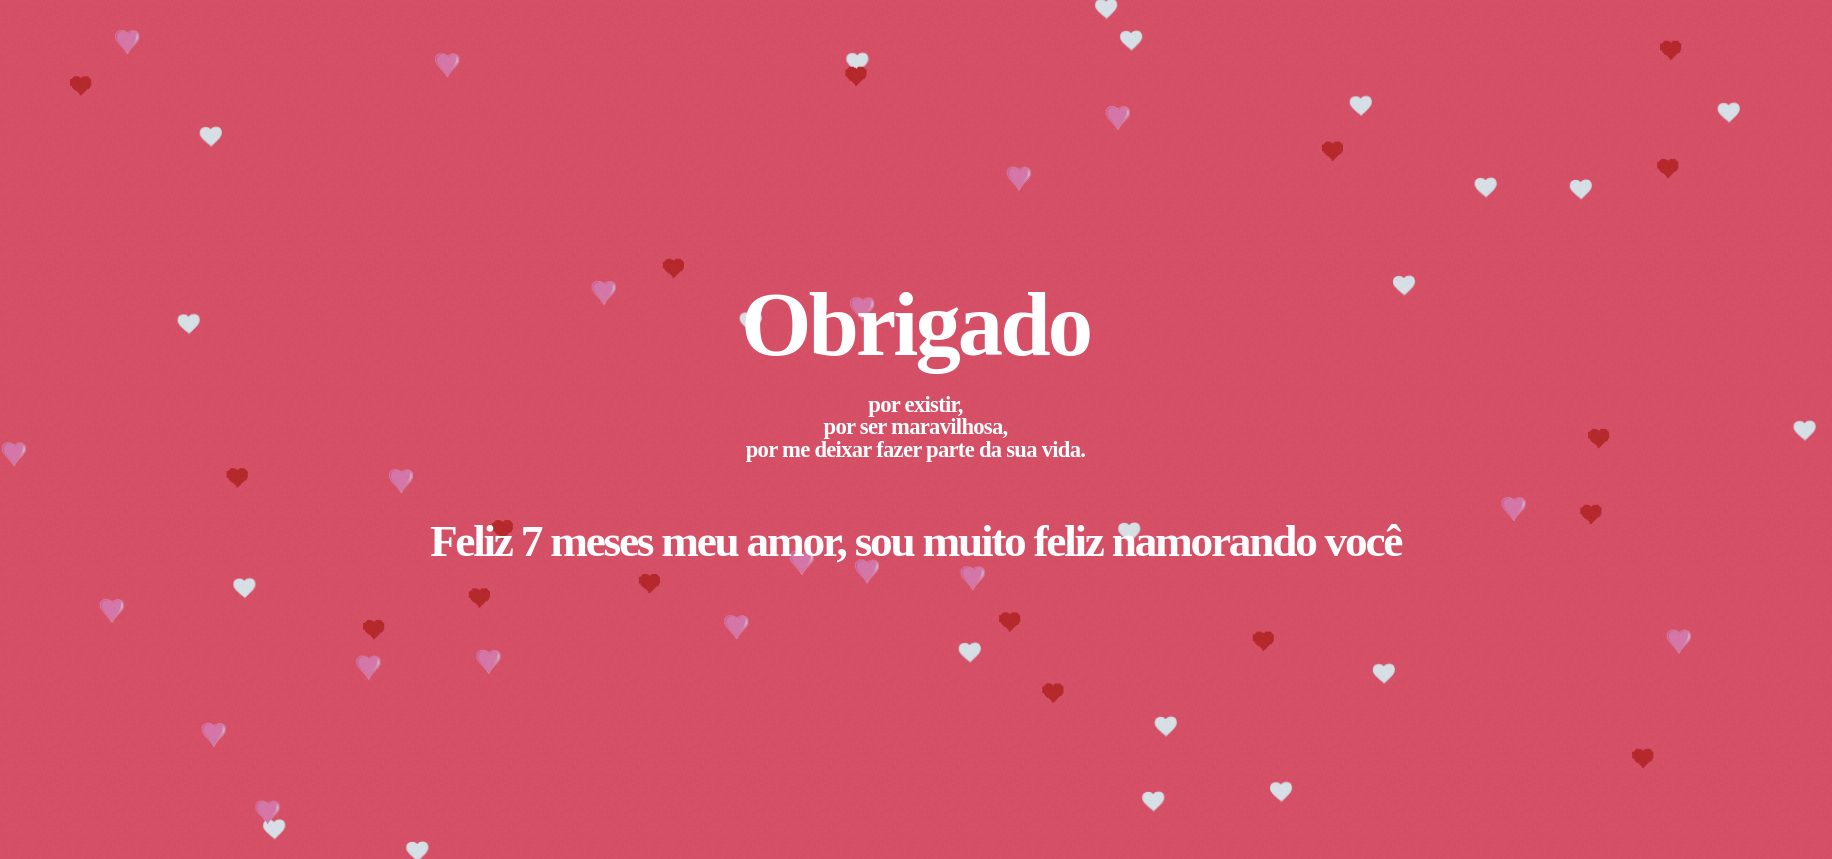 Obrigado
por existir,
por ser maravilhosa,
por me deixar fazer parte da sua vida.
Feliz 7 meses meu amor, sou muito feliz namorando você